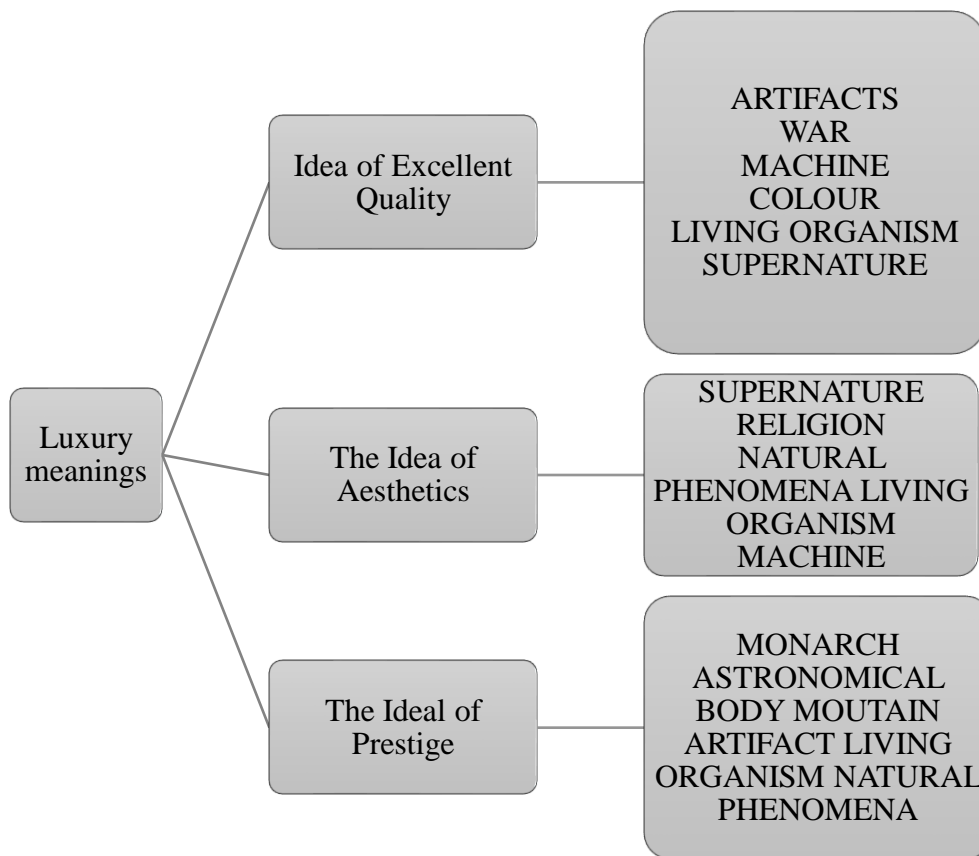 Luxury
meanings
Idea of Excellent
Quality
ARTIFACTS
WAR
MACHINE
COLOUR
LIVING ORGANISM
SUPERNATURE
The Idea of
Aesthetics
SUPERNATURE
RELIGION
NATURAL
PHENOMENA LIVING
ORGANISM
MACHINE
The Ideal of
Prestige
MONARCH
ASTRONOMICAL
BODY MOUTAIN
ARTIFACT LIVING
ORGANISM NATURAL
PHENOMENA